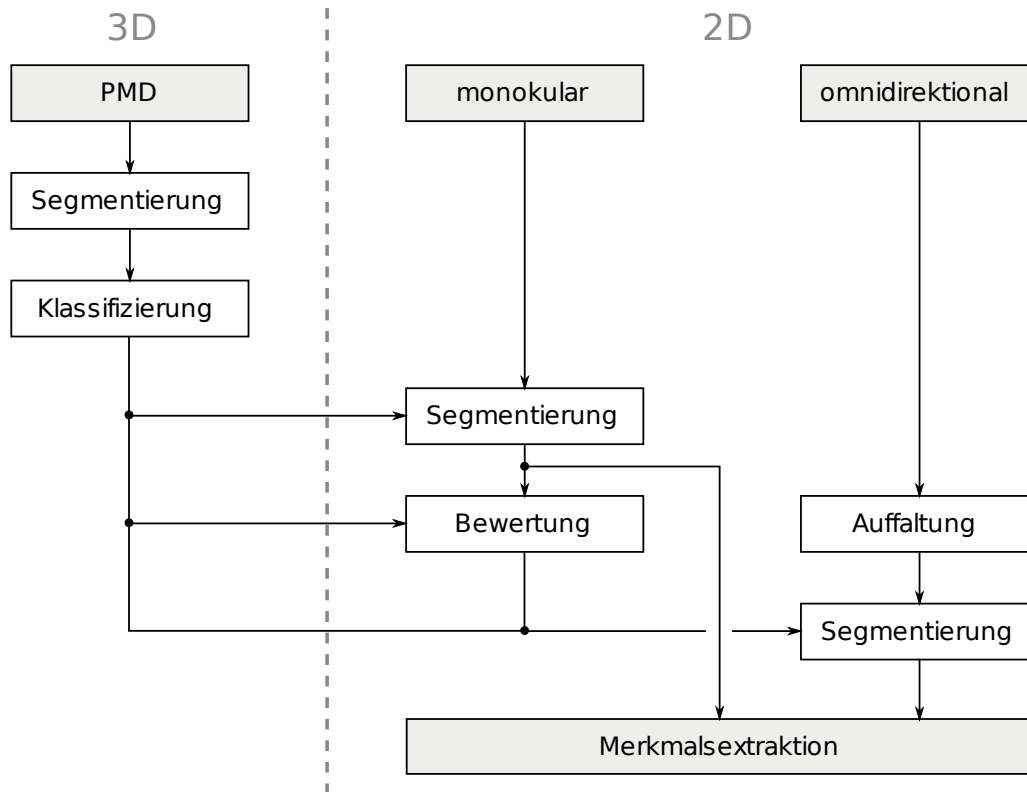 3D
2D
PMD
monokular
omnidirektional
Segmentierung
Klassifizierung
Segmentierung
Bewertung
Auffaltung
Segmentierung
Merkmalsextraktion